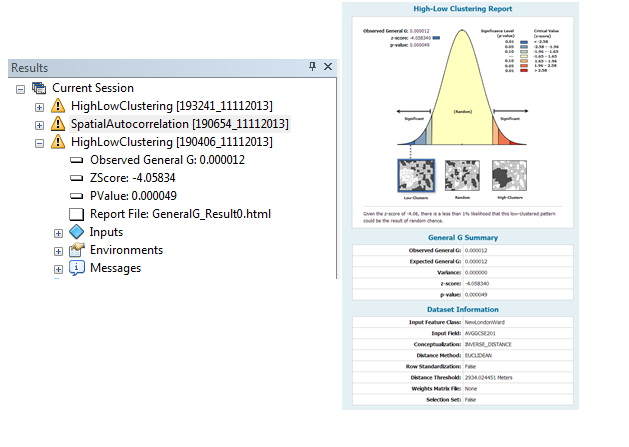 Results
Current Session
HighLowClustering [193241_11112013]
SpatialAutocorrelation [190654_11112013]
HighLowClustering [190406_11112013]
Observed General G: 0.000012
ZScore: -4.05834
PValue: 0.000049
Report File: GeneralG_Result0.html
Inputs
Environments
Messages
High-Low Clustering Report
Observed General G: 0.000012
z-score: -4.058340
p-value: 0.000049
Significance Level Critical Value
(p-value) (z-score)
0.01 < -2.58
0.05 -2.58 - -1.96
0.10 -1.96 - -1.65
--- -1.65 - 1.65
0.10 1.65 - 1.96
0.05 1.96 - 2.58
0.01 > 2.58
Significant Significant
(Random)
Low-Clusters Random High-Clusters
Given the z-score of -4.06, there is a less than 1% likelihood that this low-clustered pattern
could be the result of random chance.
General G Summary
Observed General G: 0.000012
Expected General G: 0.000012
Variance: 0.000000
z-score: -4.058340
p-value: 0.000049
Dataset Information
Input Feature Class: NewLondonWard
Input Field: AVGGCSE201
Conceptualization: INVERSE_DISTANCE
Distance Method: EUCLIDEAN
Row Standardization: False
Distance Threshold: 2934.024451 Meters
Weights Matrix File: None
Selection Set: False